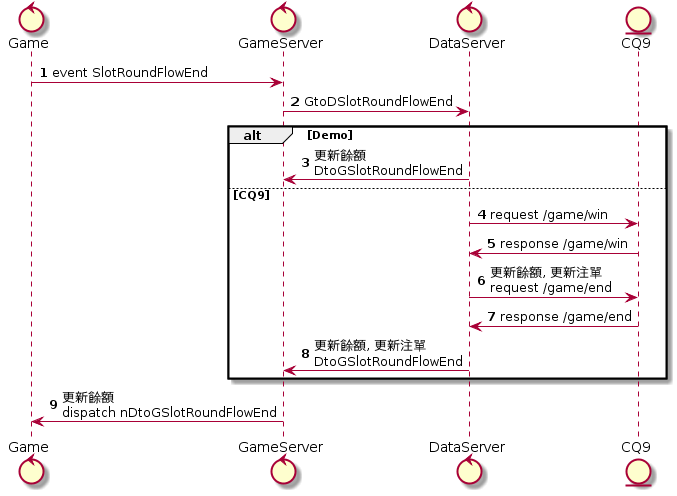 Game GameServer DataServer CQ9
1 event SlotRoundFlowEnd
2 GtoDSlotRoundFlowEnd
alt [Demo]
更新餘額
3 DtoGSlotRoundFlowEnd
[CQ9]
4 request /game/win
5 response /game/win
更新餘額, 更新注單
6 request /game/end
7 response /game/end
更新餘額, 更新注單
8 DtoGSlotRoundFlowEnd
更新餘額
9 dispatch nDtoGSlotRoundFlowEnd
Game GameServer DataServer CQ9